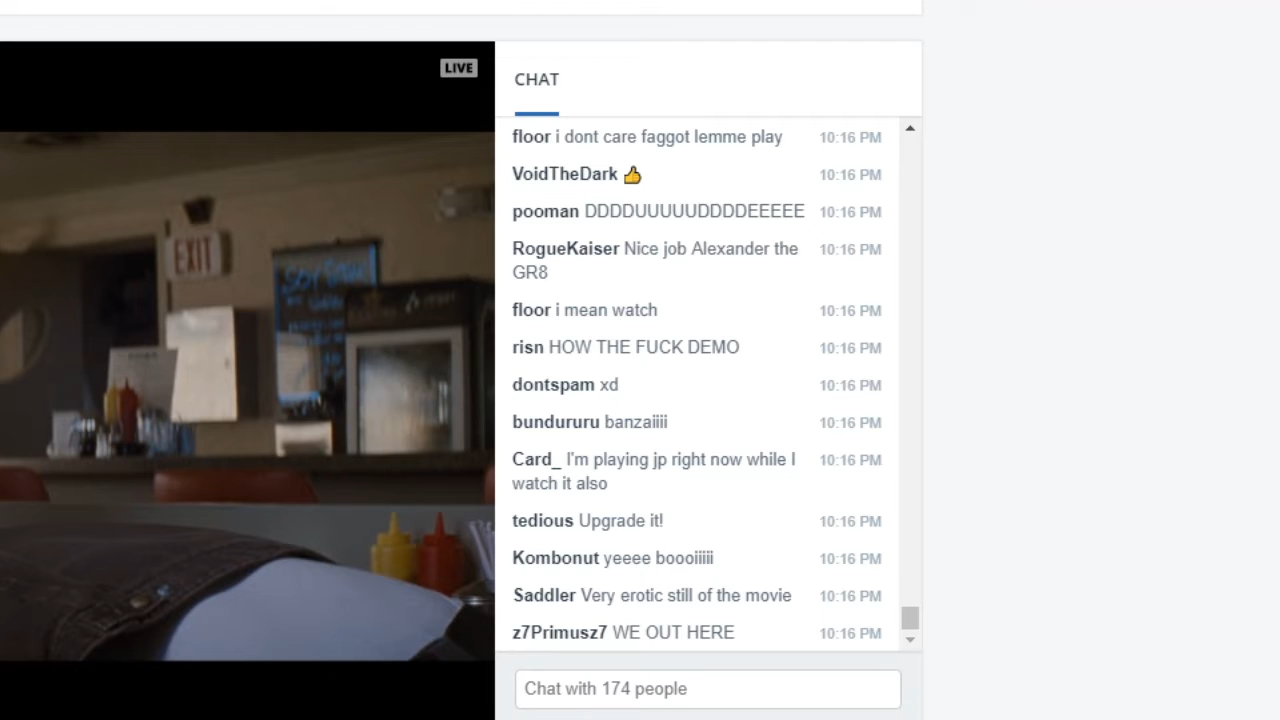 LIVE
CHAT
floor i dont care faggot lemme play 10:16 PM
VoidTheDark 👍 10:16 PM
pooman DDDDUUUUUDDDDEEEEE 10:16 PM
RogueKaiser Nice job Alexander the 10:16 PM
GR8
floor i mean watch 10:16 PM
risn HOW THE FUCK DEMO 10:16 PM
dontspam xd 10:16 PM
bundururu banzaiiii 10:16 PM
Card_ I'm playing jp right now while I 10:16 PM
watch it also
tedious Upgrade it! 10:16 PM
Kombonut yeeee boooiiiii 10:16 PM
Saddler Very erotic still of the movie 10:16 PM
z7Primusz7 WE OUT HERE 10:16 PM
Chat with 174 people
EXIT